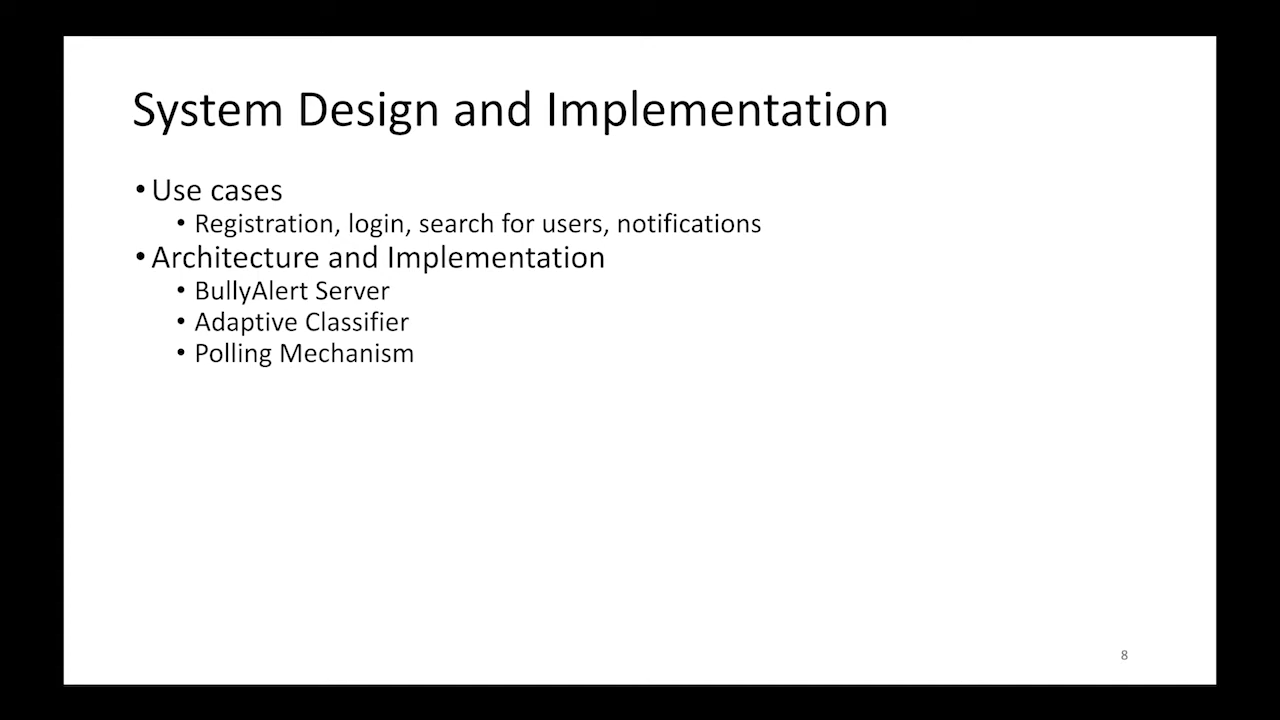 System Design and Implementation
• Use cases
• Registration, login, search for users, notifications
• Architecture and Implementation
• BullyAlert Server
• Adaptive Classifier
• Polling Mechanism
8